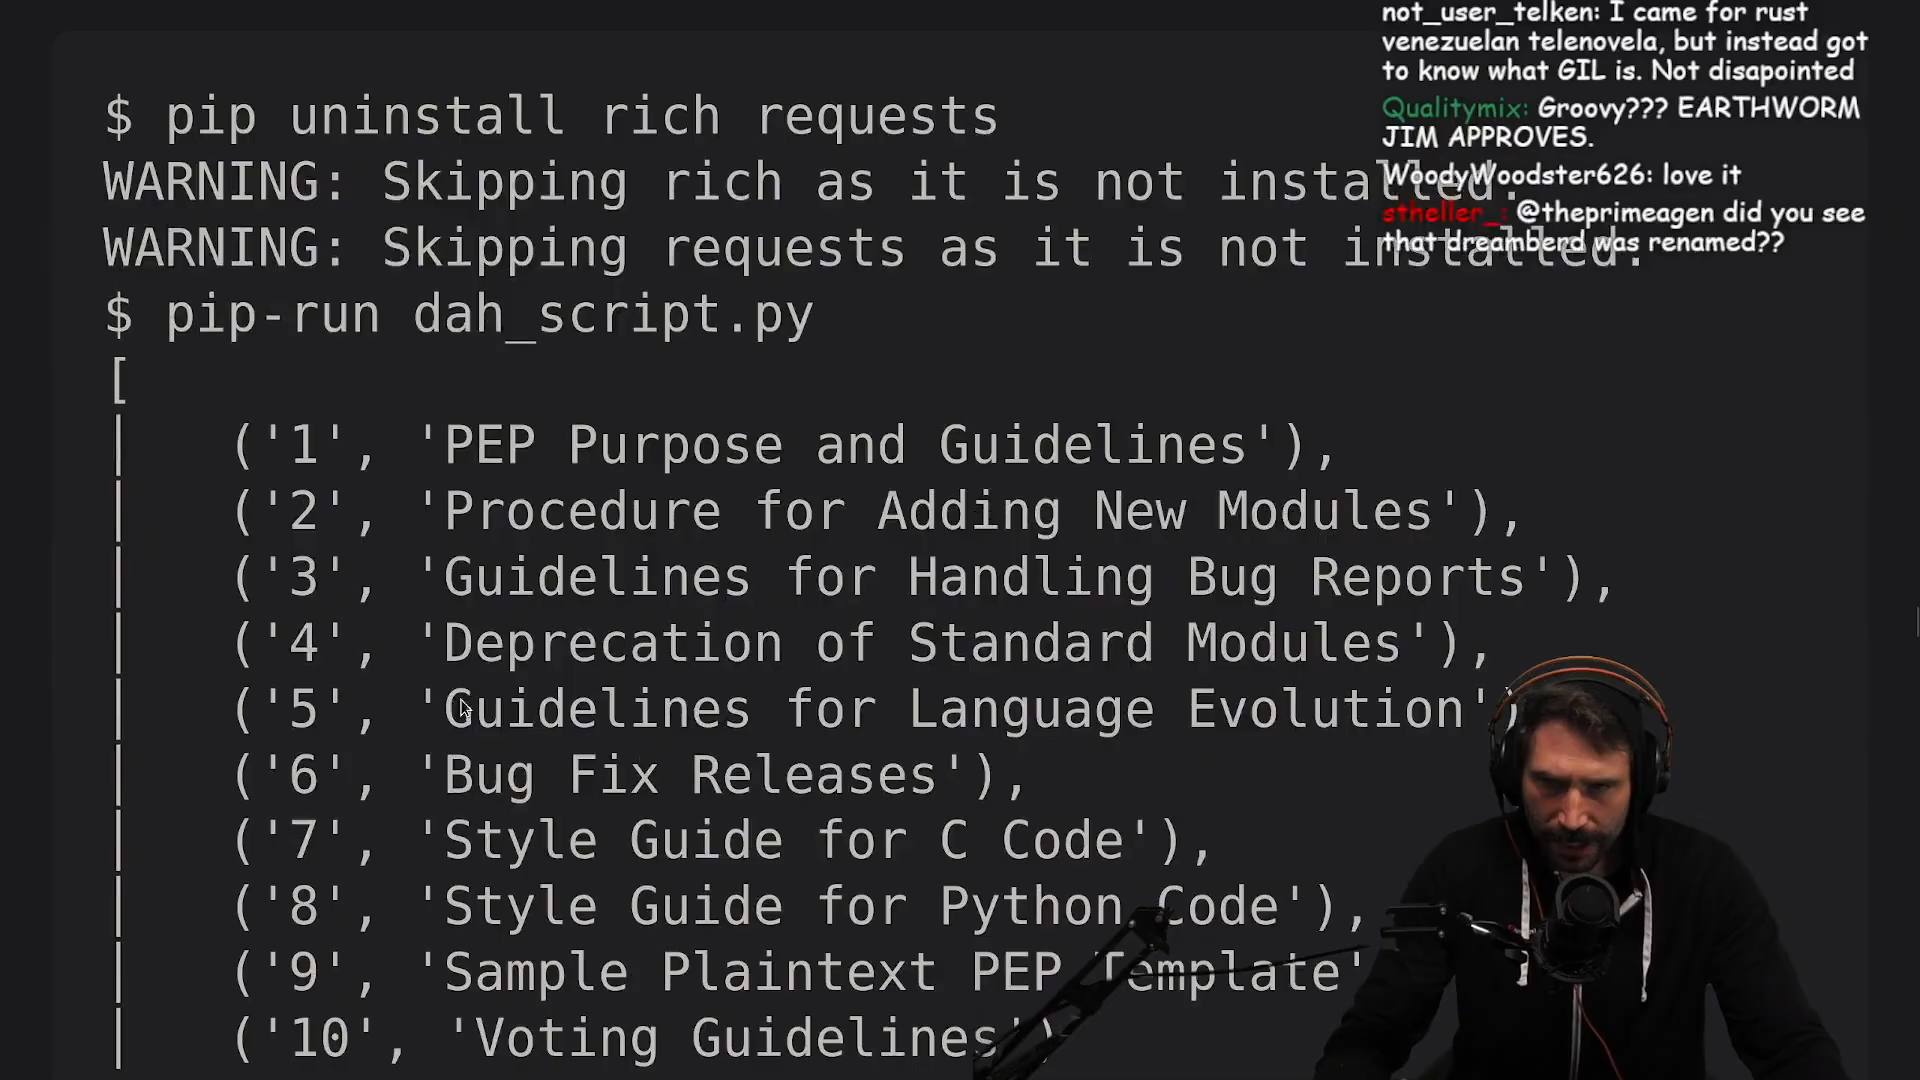 $ pip uninstall rich requests
WARNING: Skipping rich as it is not installed.
WARNING: Skipping requests as it is not installed.
$ pip-run dah_script.py
[
│   ('1', 'PEP Purpose and Guidelines'),
│   ('2', 'Procedure for Adding New Modules'),
│   ('3', 'Guidelines for Handling Bug Reports'),
│   ('4', 'Deprecation of Standard Modules'),
│   ('5', 'Guidelines for Language Evolution')
│   ('6', 'Bug Fix Releases'),
│   ('7', 'Style Guide for C Code'),
│   ('8', 'Style Guide for Python Code'),
│   ('9', 'Sample Plaintext PEP Template'
│   ('10', 'Voting Guidelines')
not_user_telken: I came for rust
venezuelan telenovela, but instead got
to know what GIL is. Not disapointed
Qualitymix: Groovy??? EARTHWORM
JIM APPROVES.
WoodyWoodster626: love it
stheller_: @theprimeagen did you see
that dreamberd was renamed??